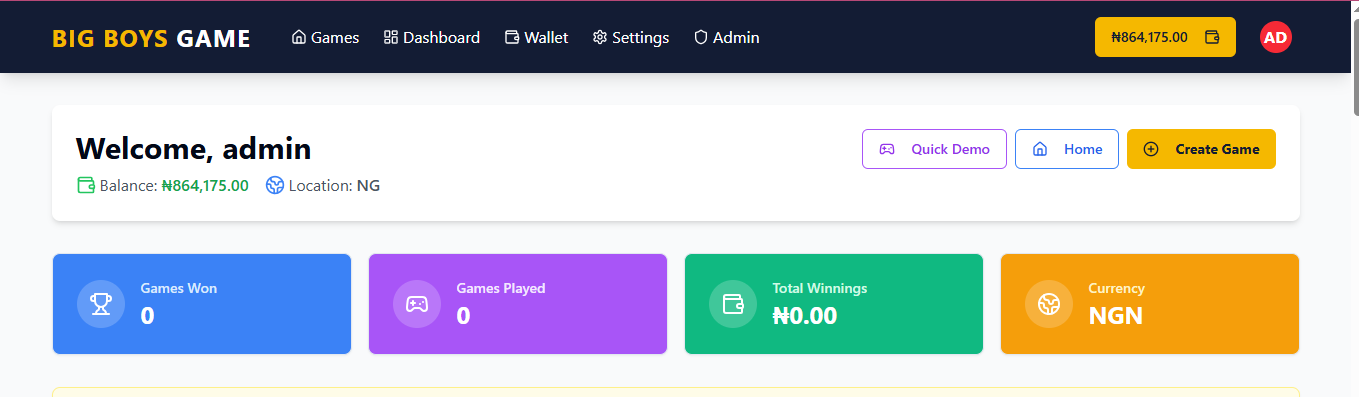 BIG BOYS GAME Games Dashboard Wallet Settings Admin ₦864,175.00 AD
Welcome, admin
Quick Demo Home Create Game
Balance: ₦864,175.00 Location: NG
Games Won
0
Games Played
0
Total Winnings
₦0.00
Currency
NGN